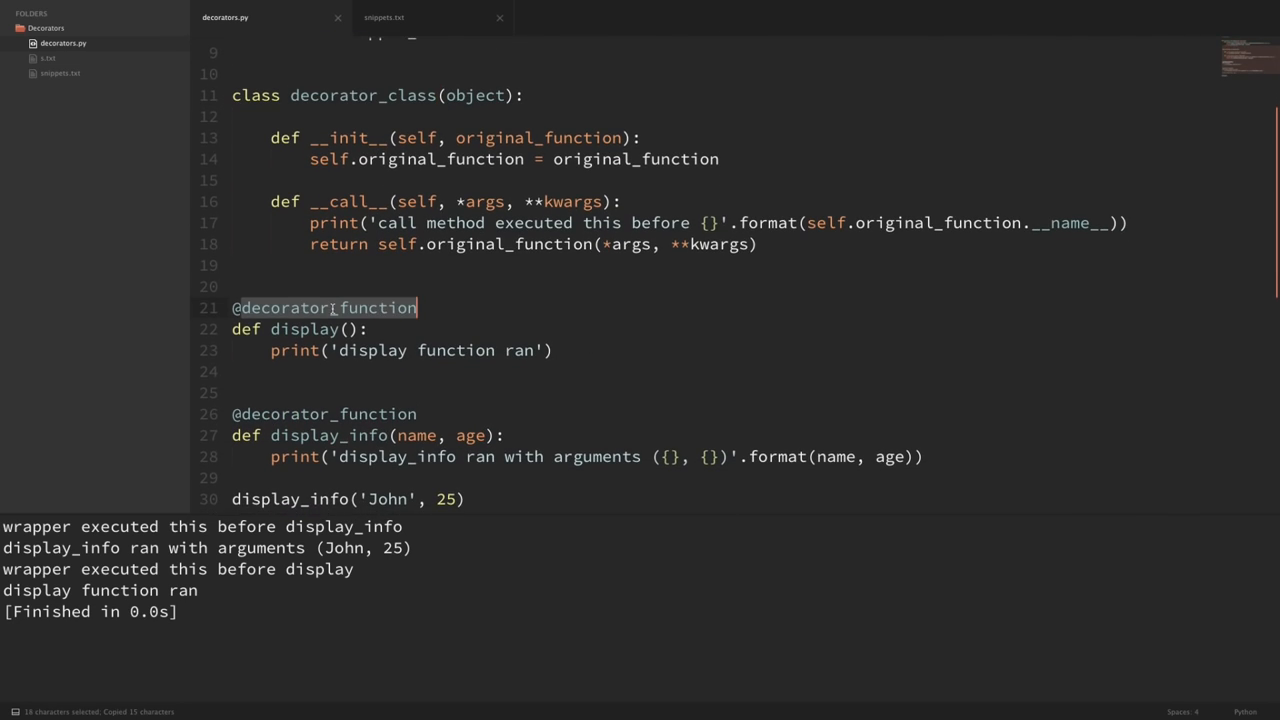 FOLDERS
Decorators
decorators.py
s.txt
snippets.txt
decorators.py
snippets.txt
9
10
11 class decorator_class(object):
12
13 def __init__(self, original_function):
14 self.original_function = original_function
15
16 def __call__(self, *args, **kwargs):
17 print('call method executed this before {}'.format(self.original_function.__name__))
18 return self.original_function(*args, **kwargs)
19
20
21 @decorator_function
22 def display():
23 print('display function ran')
24
25
26 @decorator_function
27 def display_info(name, age):
28 print('display_info ran with arguments ({}, {})'.format(name, age))
29
30 display_info('John', 25)
wrapper executed this before display_info
display_info ran with arguments (John, 25)
wrapper executed this before display
display function ran
[Finished in 0.0s]
18 characters selected; Copied 15 characters
Spaces: 4
Python